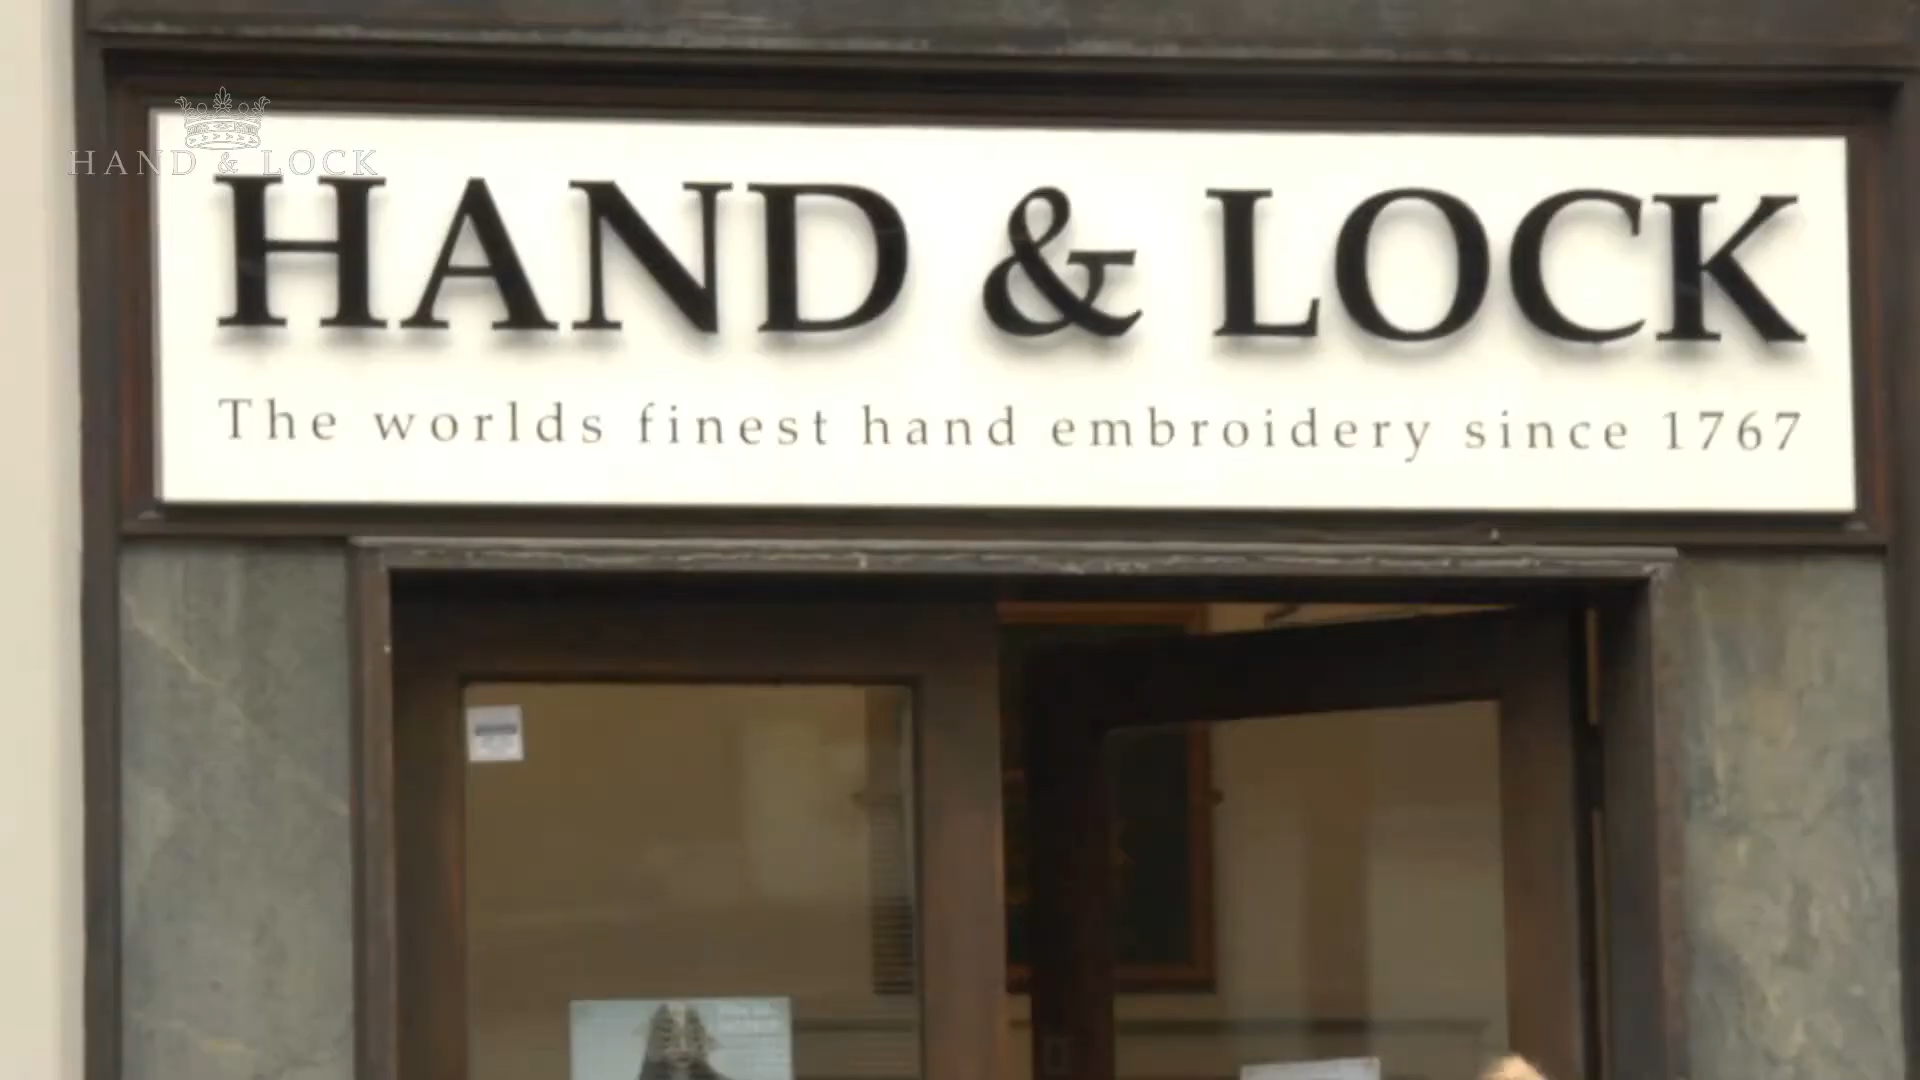 HAND & LOCK
HAND & LOCK
The worlds finest hand embroidery since 1767